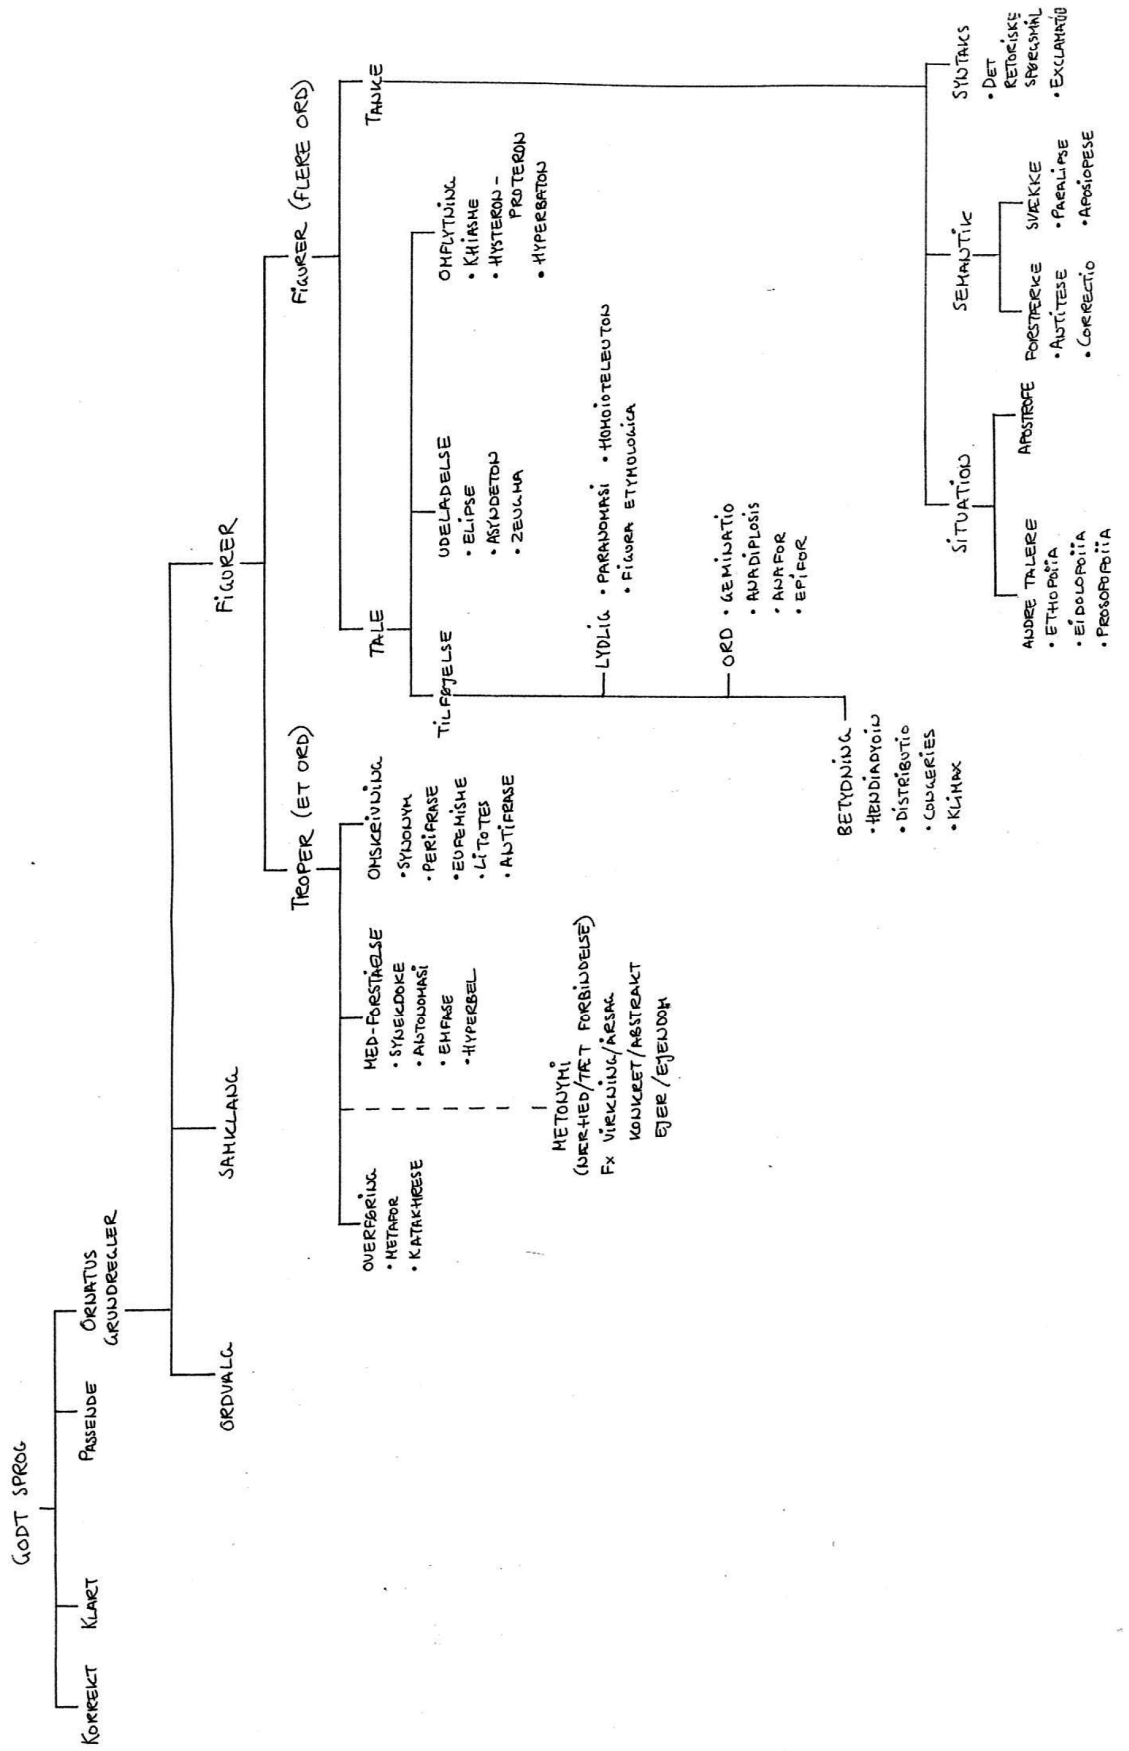 GODT SPROG
KORREKT
KLART
PASSENDE
ORNATUS
GRUNDREGLER
ORDVALG
SAMKLANG
FIGURER
TROPER (ET ORD)
FIGURER (FLERE ORD)
OVERFØRING
• METAFOR
• KATAKHRESE
METONYMI
(NÆRHED/TÆT FORBINDELSE)
FX VIRKNING/ÅRSAG
KONKRET/ABSTRAKT
EJER/EJENDOM
MED-FORSTÅELSE
• SYNEKDOKE
• ANTONOMASI
• EMFASE
• HYPERBEL
OMSKRIVNING
• SYNONYM
• PERIFRASE
• EUFEMISME
• LITOTES
• ANTIFRASE
TALE
TANKE
TILFØJELSE
LYDLIG • PARANOMASI • HOMOIOTELEUTON
• FIGURA ETYMOLOGICA
ORD • GEMINATIO
• ANADIPLOSIS
• ANAFOR
• EPIFOR
BETYDNING
• HENDIADYOIN
• DISTRIBUTIO
• CONGERIES
• KLIMAX
UDELADELSE
• ELIPSE
• ASYNDETON
• ZEUGMA
OMFLYTNING
• KHIASME
• HYSTERON-
PROTERON
• HYPERBATON
SITUATION
ANDRE TALERE
• ETHOPOIIA
• EIDOLOPOIIA
• PROSOPOPOIIA
APOSTROFE
SEMANTIK
FORSTÆRKE
• ANTITESE
• CORRECTIO
SVÆKKE
• PARALIPSE
• APOSIOPESE
SYNTAKS
• DET
RETORISKE
SPØRGSMÅL
• EXCLAMATIO